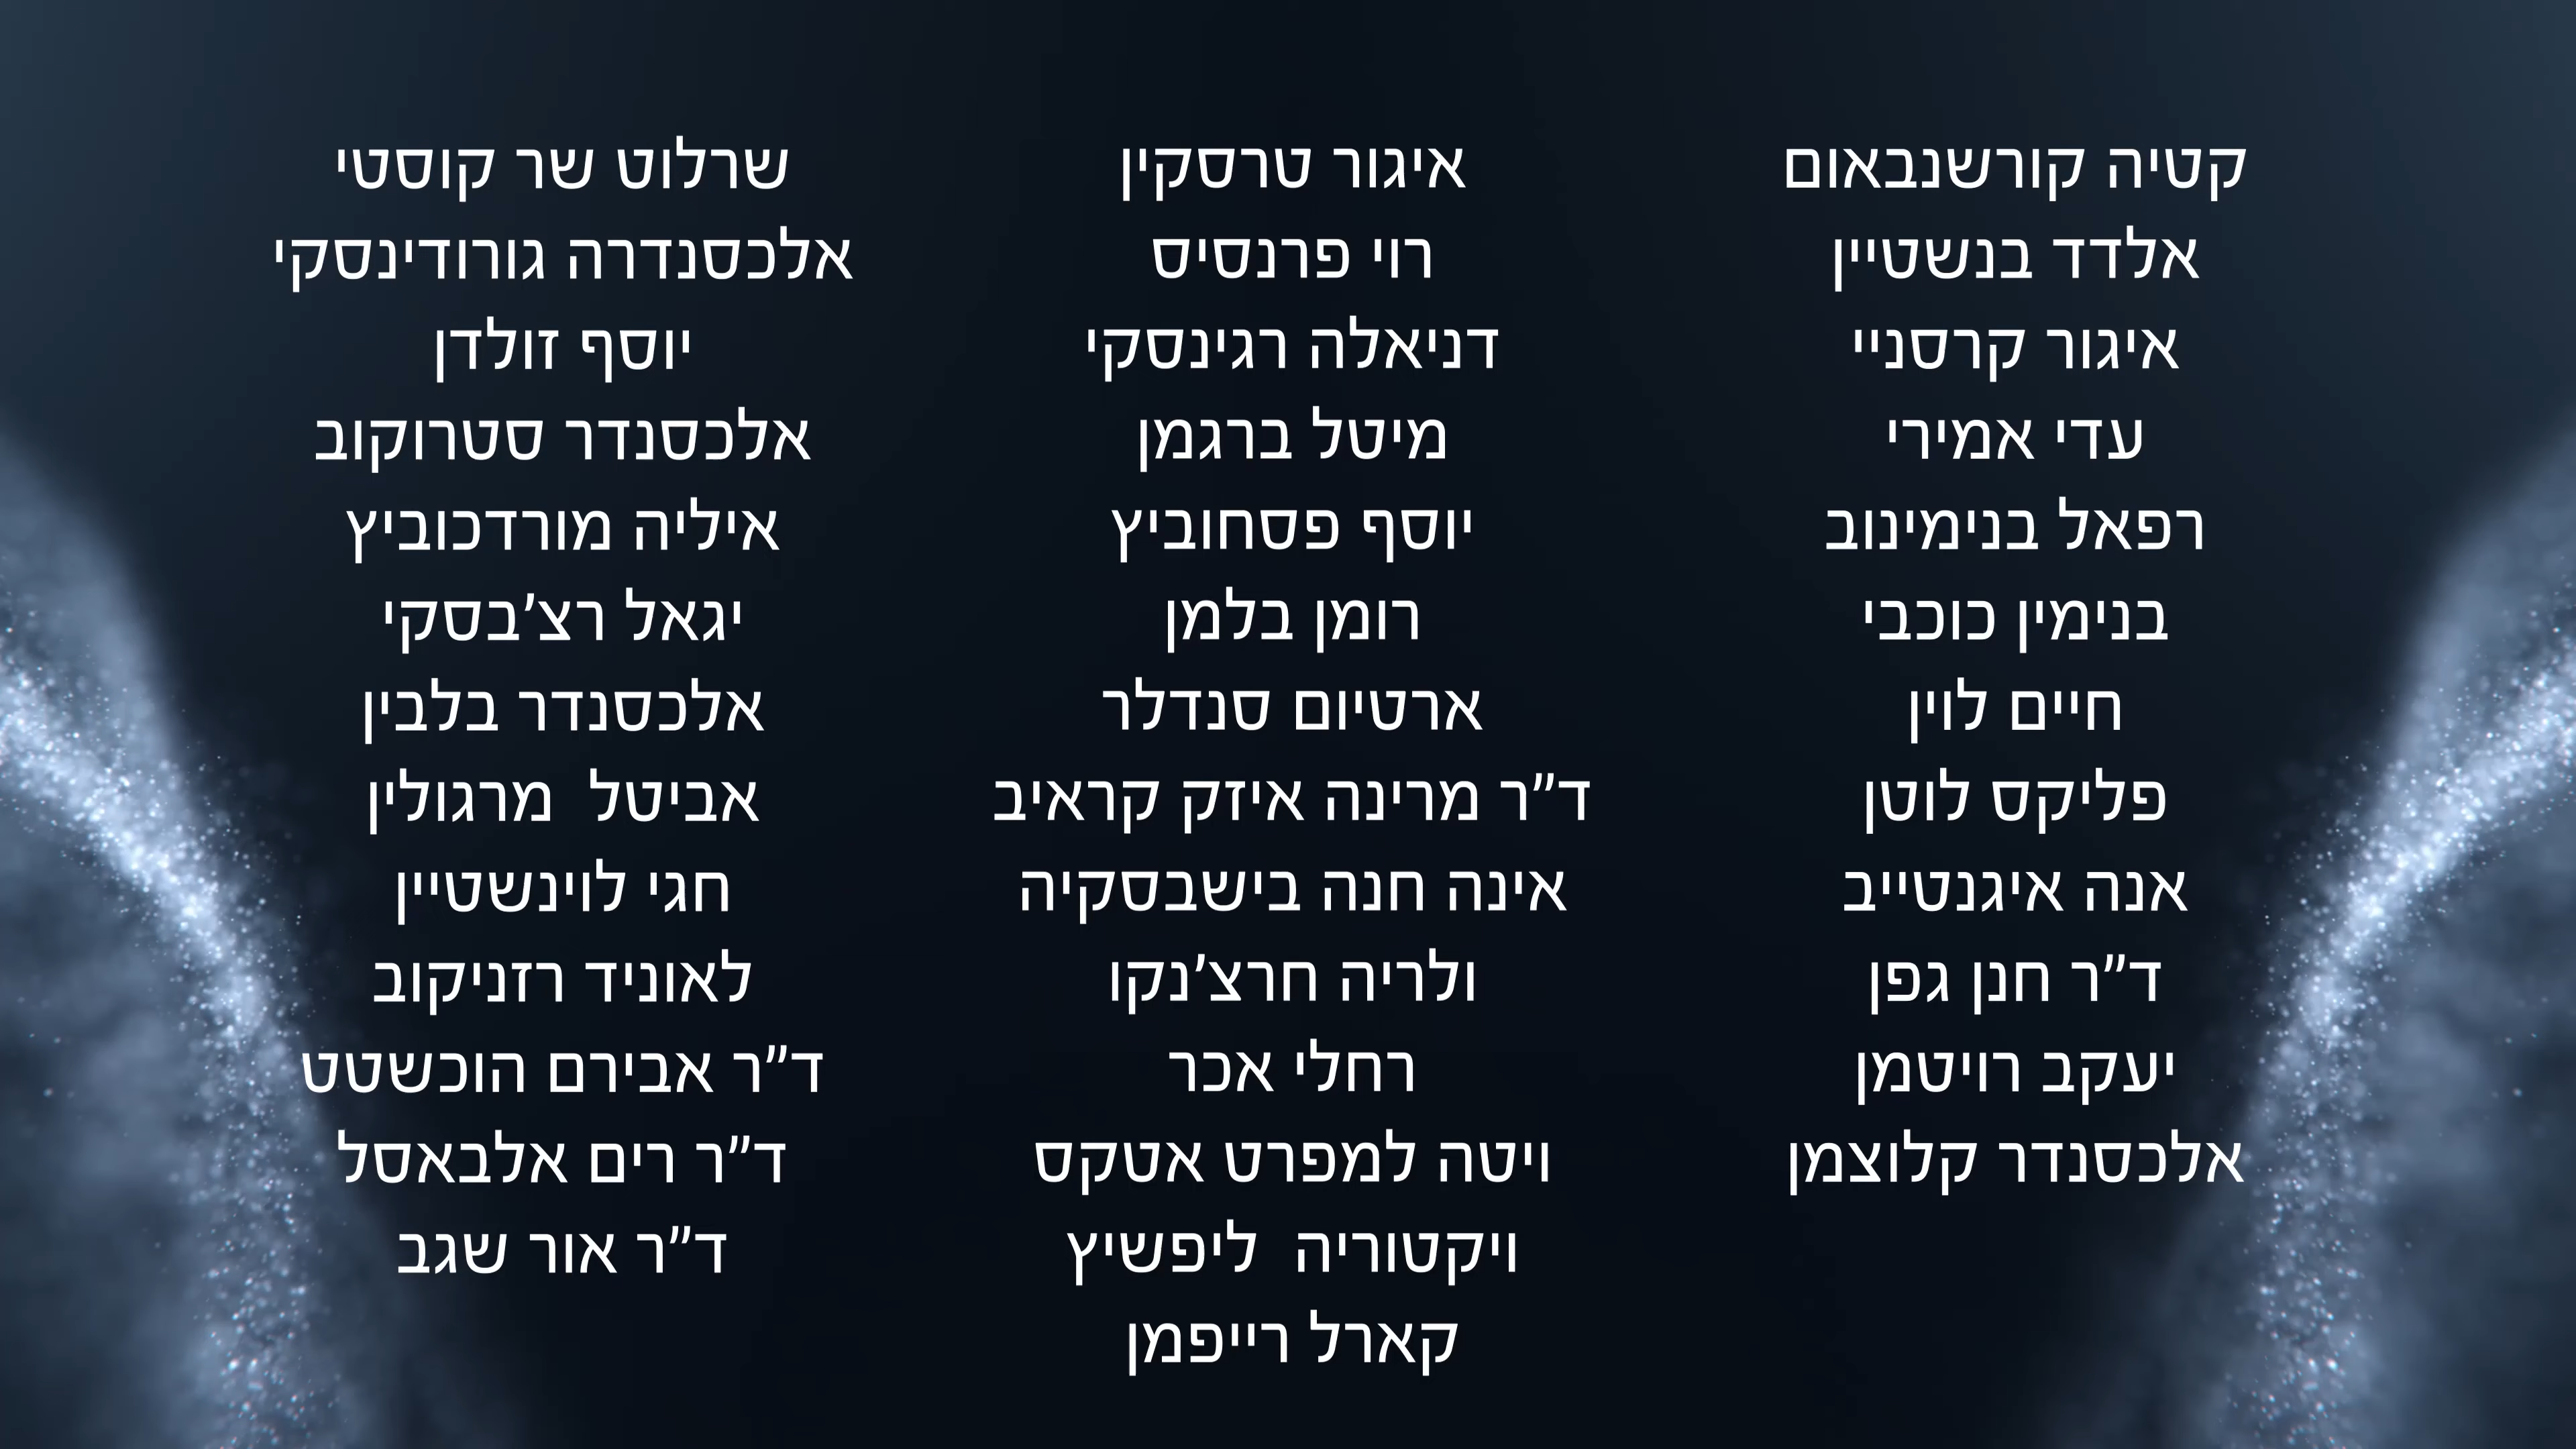 קטיה קורשנבאום
אלדד בנשטיין
איגור קרסניי
עדי אמירי
רפאל בנימינוב
בנימין כוכבי
חיים לוין
פליקס לוטן
אנה איגנטייב
ד״ר חנן גפן
יעקב רויטמן
אלכסנדר קלוצמן
איגור טרסקין
רוי פרנסיס
דניאלה רגינסקי
מיטל ברגמן
יוסף פסחוביץ
רומן בלמן
ארטיום סנדלר
ד״ר מרינה איזק קראיב
אינה חנה בישבסקיה
ולריה חרצ׳נקו
רחלי אכר
ויטה למפרט אטקס
ויקטוריה ליפשיץ
קארל רייפמן
שרלוט שר קוסטי
אלכסנדרה גורודינסקי
יוסף זולדן
אלכסנדר סטרוקוב
איליה מורדכוביץ
יגאל רצ׳בסקי
אלכסנדר בלבין
אביטל מרגולין
חגי לוינשטיין
לאוניד רזניקוב
ד״ר אבירם הוכשטט
ד״ר רים אלבאסל
ד״ר אור שגב